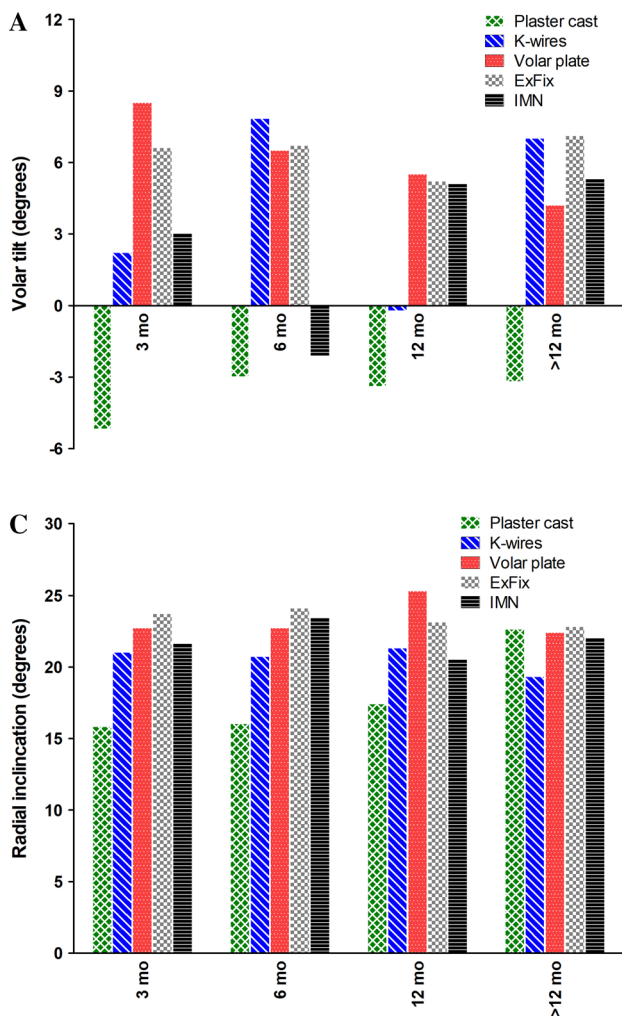 A
Plaster cast
K-wires
Volar plate
ExFix
IMN
Volar tilt (degrees)
12
9
6
3
0
-3
-6
3 mo
6 mo
12 mo
>12 mo
C
Plaster cast
K-wires
Volar plate
ExFix
IMN
Radial inclincation (degrees)
30
25
20
15
10
5
0
3 mo
6 mo
12 mo
>12 mo